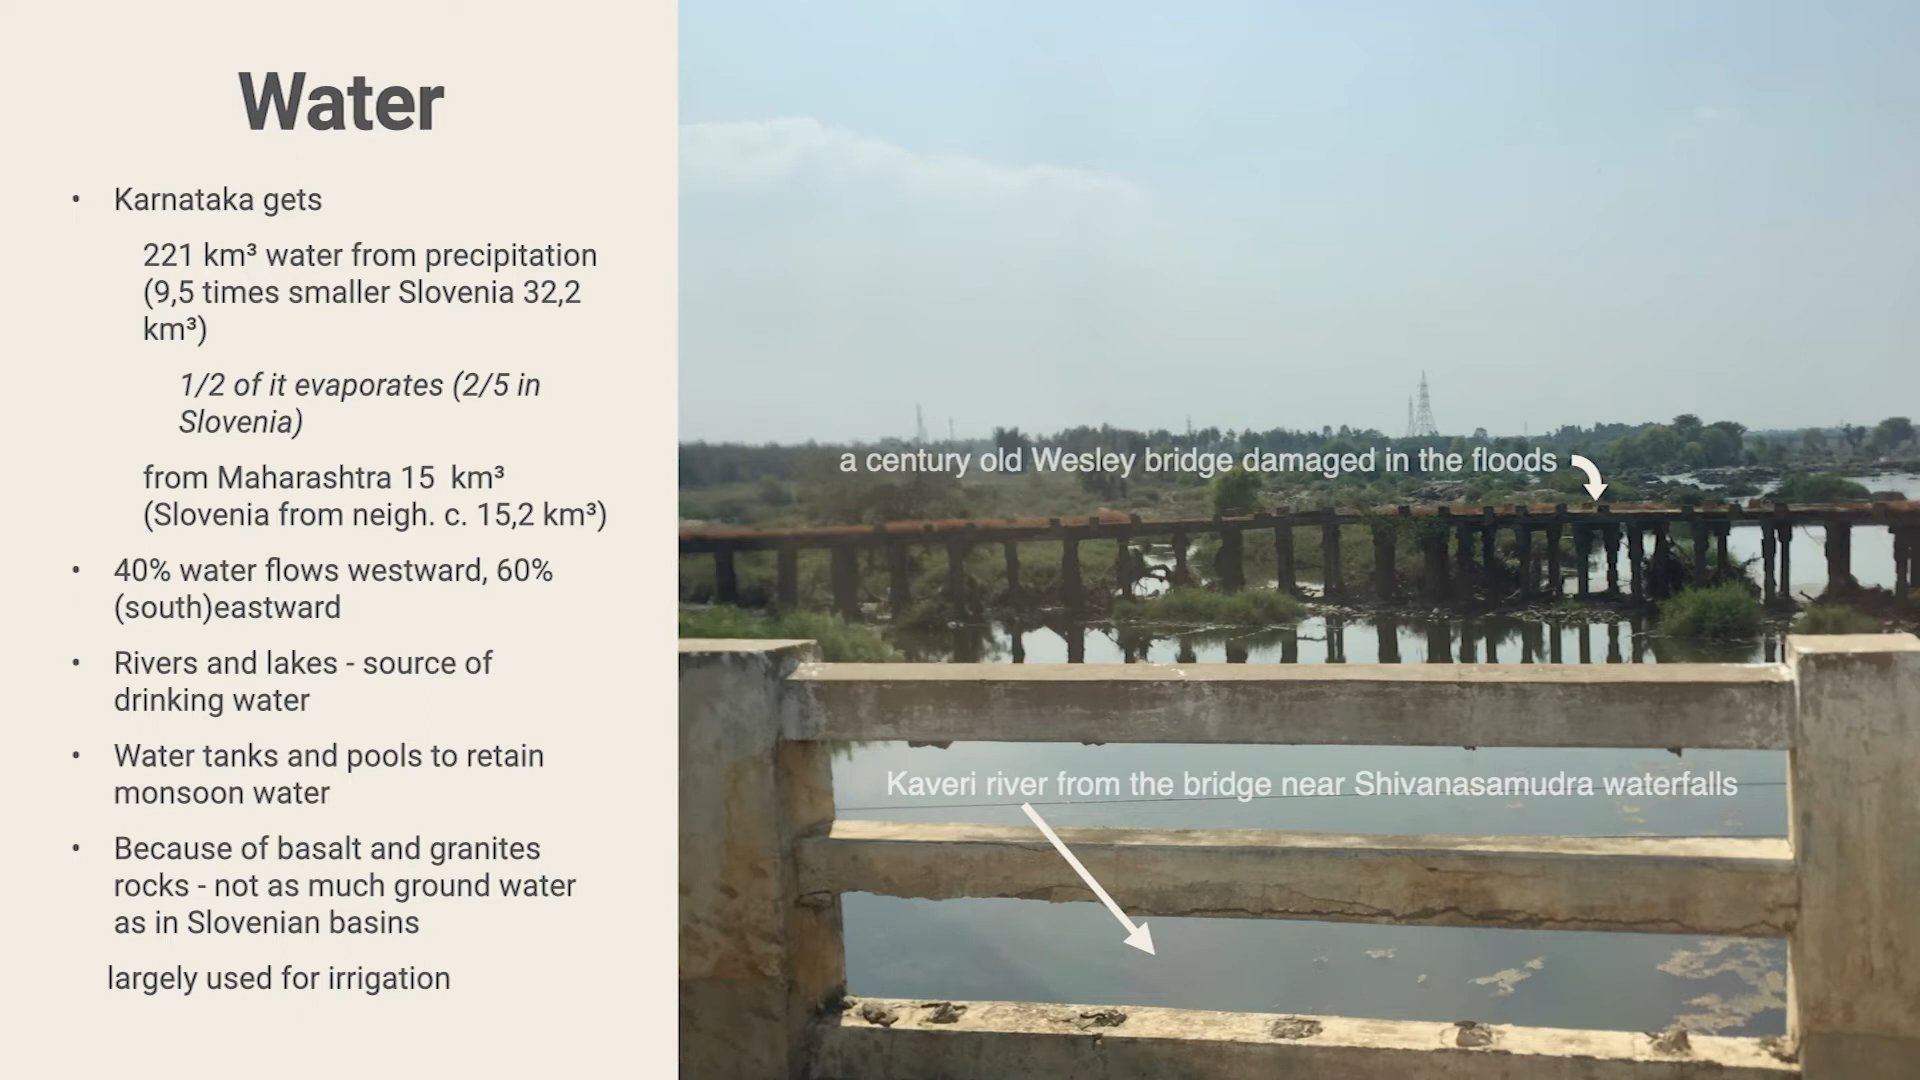 Water
• Karnataka gets
221 km³ water from precipitation
(9,5 times smaller Slovenia 32,2
km³)
1/2 of it evaporates (2/5 in
Slovenia)
from Maharashtra 15  km³
(Slovenia from neigh. c. 15,2 km³)
• 40% water flows westward, 60%
(south)eastward
• Rivers and lakes - source of
drinking water
• Water tanks and pools to retain
monsoon water
• Because of basalt and granites
rocks - not as much ground water
as in Slovenian basins
largely used for irrigation
a century old Wesley bridge damaged in the floods
Kaveri river from the bridge near Shivanasamudra waterfalls